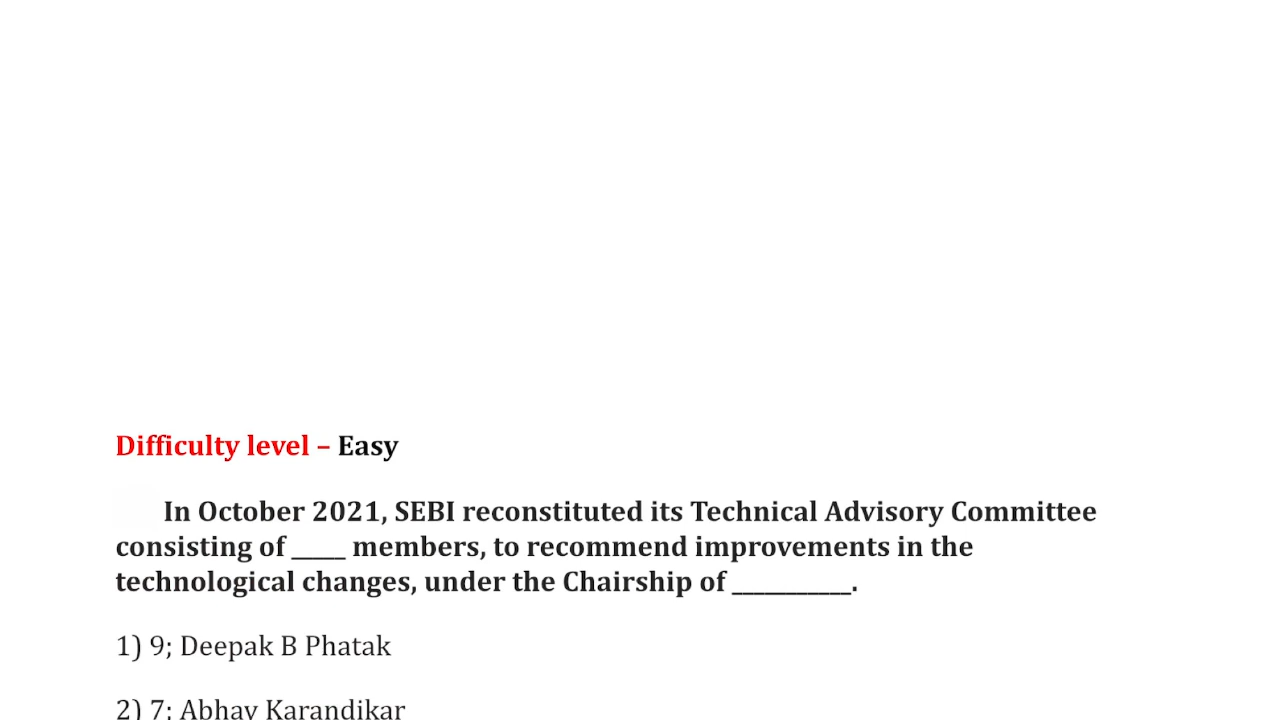 Difficulty level – Easy
In October 2021, SEBI reconstituted its Technical Advisory Committee
consisting of _____ members, to recommend improvements in the
technological changes, under the Chairship of ___________.
1) 9; Deepak B Phatak
2) 7; Abhay Karandikar